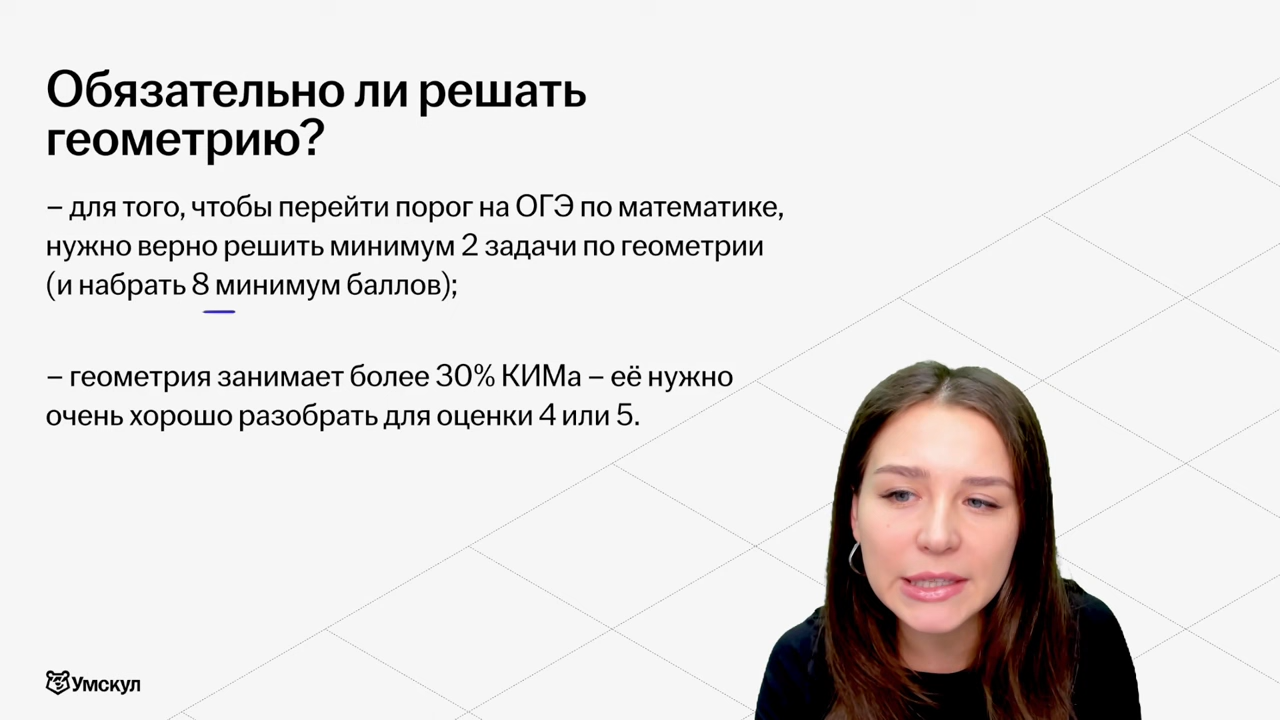 Обязательно ли решать
геометрию?
– для того, чтобы перейти порог на ОГЭ по математике,
нужно верно решить минимум 2 задачи по геометрии
(и набрать 8 минимум баллов);
– геометрия занимает более 30% КИМа – её нужно
очень хорошо разобрать для оценки 4 или 5.
Умскул